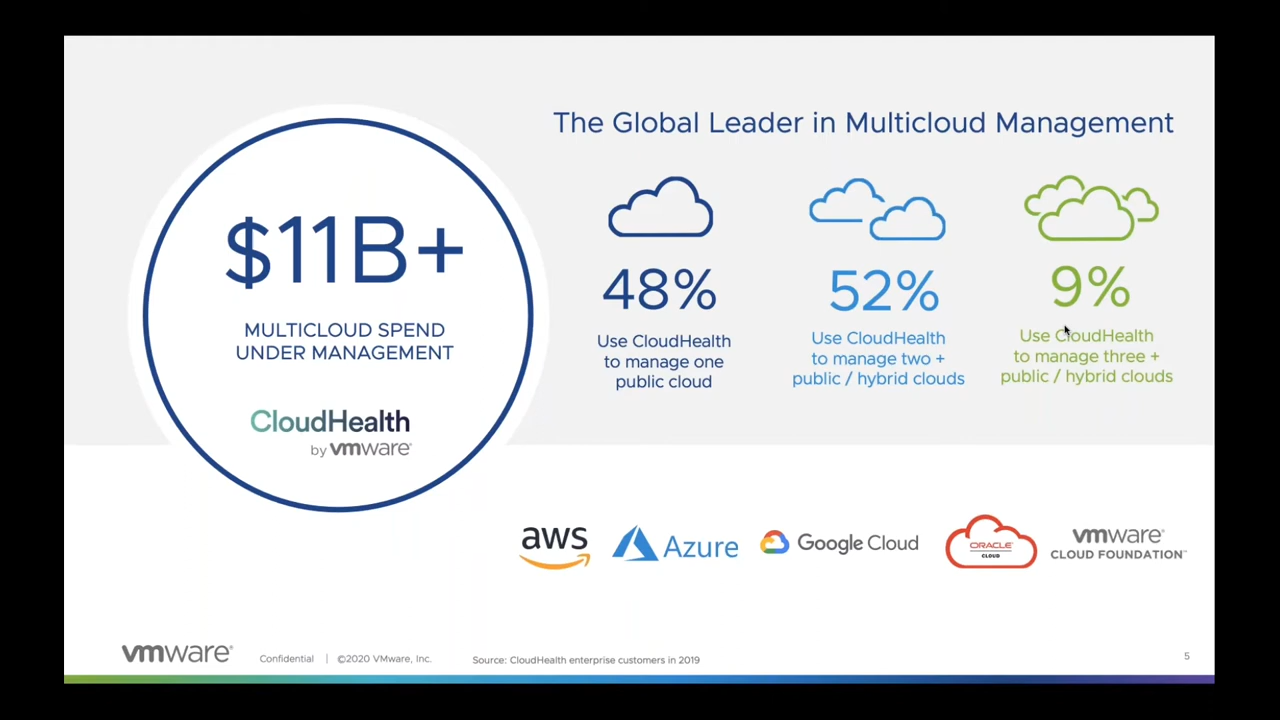 The Global Leader in Multicloud Management
$11B+
MULTICLOUD SPEND
UNDER MANAGEMENT
CloudHealth
by vmware®
48%
Use CloudHealth
to manage one
public cloud
52%
Use CloudHealth
to manage two +
public / hybrid clouds
9%
Use CloudHealth
to manage three +
public / hybrid clouds
aws
Azure
Google Cloud
ORACLE®
CLOUD
vmware®
CLOUD FOUNDATION™
vmware®
Confidential | ©2020 VMware, Inc.
Source: CloudHealth enterprise customers in 2019
5